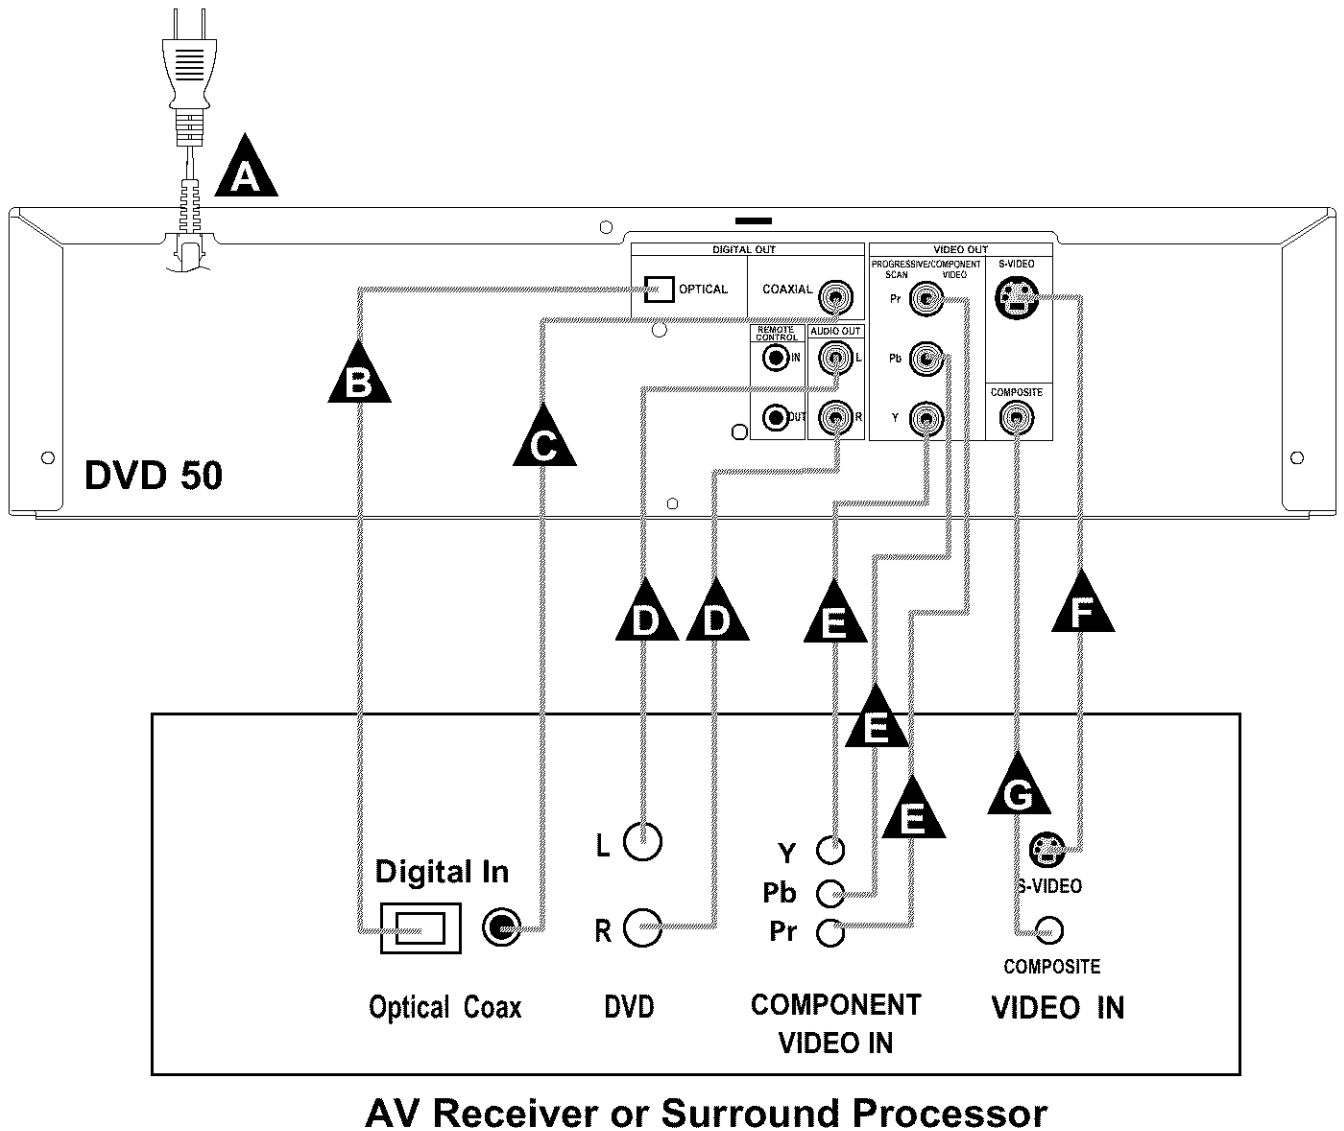 A
DIGITAL OUT
VIDEO OUT
OPTICAL
COAXIAL
PROGRESSIVE/COMPONENT
SCAN VIDEO
S-VIDEO
Pr
REMOTE
CONTROL
AUDIO OUT
IN
L
Pb
B
COMPOSITE
OUT
R
Y
C
DVD 50
D
D
E
F
E
G
E
L
Y
Digital In
Pb
S-VIDEO
R
Pr
COMPOSITE
Optical Coax
DVD
COMPONENT
VIDEO IN
VIDEO IN
AV Receiver or Surround Processor